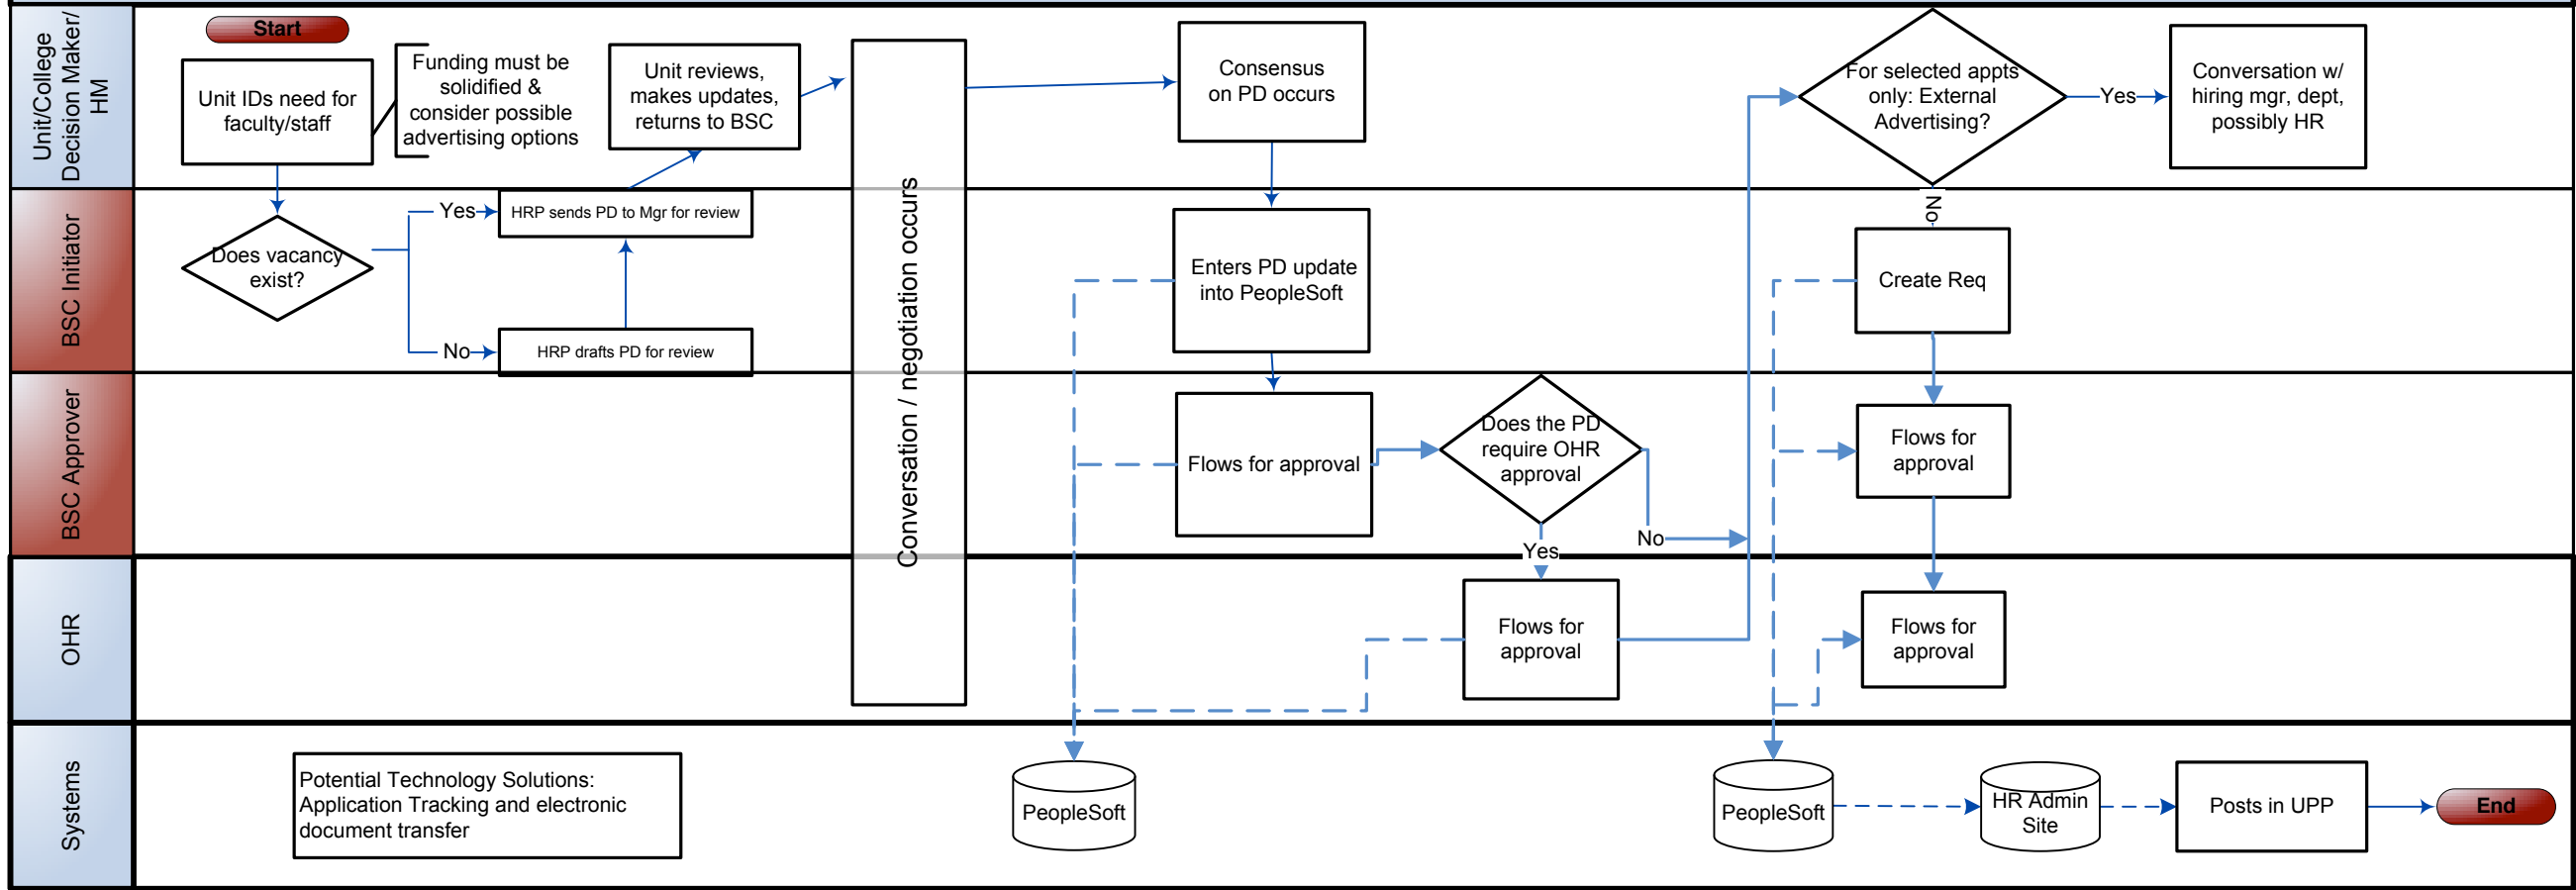 Unit/College
Decision Maker/
HM
Start
Unit IDs need for
faculty/staff
Funding must be
solidified &
consider possible
advertising options
Unit reviews,
makes updates,
returns to BSC
Consensus
on PD occurs
For selected appts
only: External
Advertising?
Yes
Conversation w/
hiring mgr, dept,
possibly HR
BSC Initiator
Does vacancy
exist?
Yes
HRP sends PD to Mgr for review
No
HRP drafts PD for review
Conversation / negotiation occurs
Enters PD update
into PeopleSoft
No
Create Req
BSC Approver
Flows for approval
Does the PD
require OHR
approval
No
Yes
Flows for
approval
OHR
Flows for
approval
Flows for
approval
Systems
Potential Technology Solutions:
Application Tracking and electronic
document transfer
PeopleSoft
PeopleSoft
HR Admin
Site
Posts in UPP
End